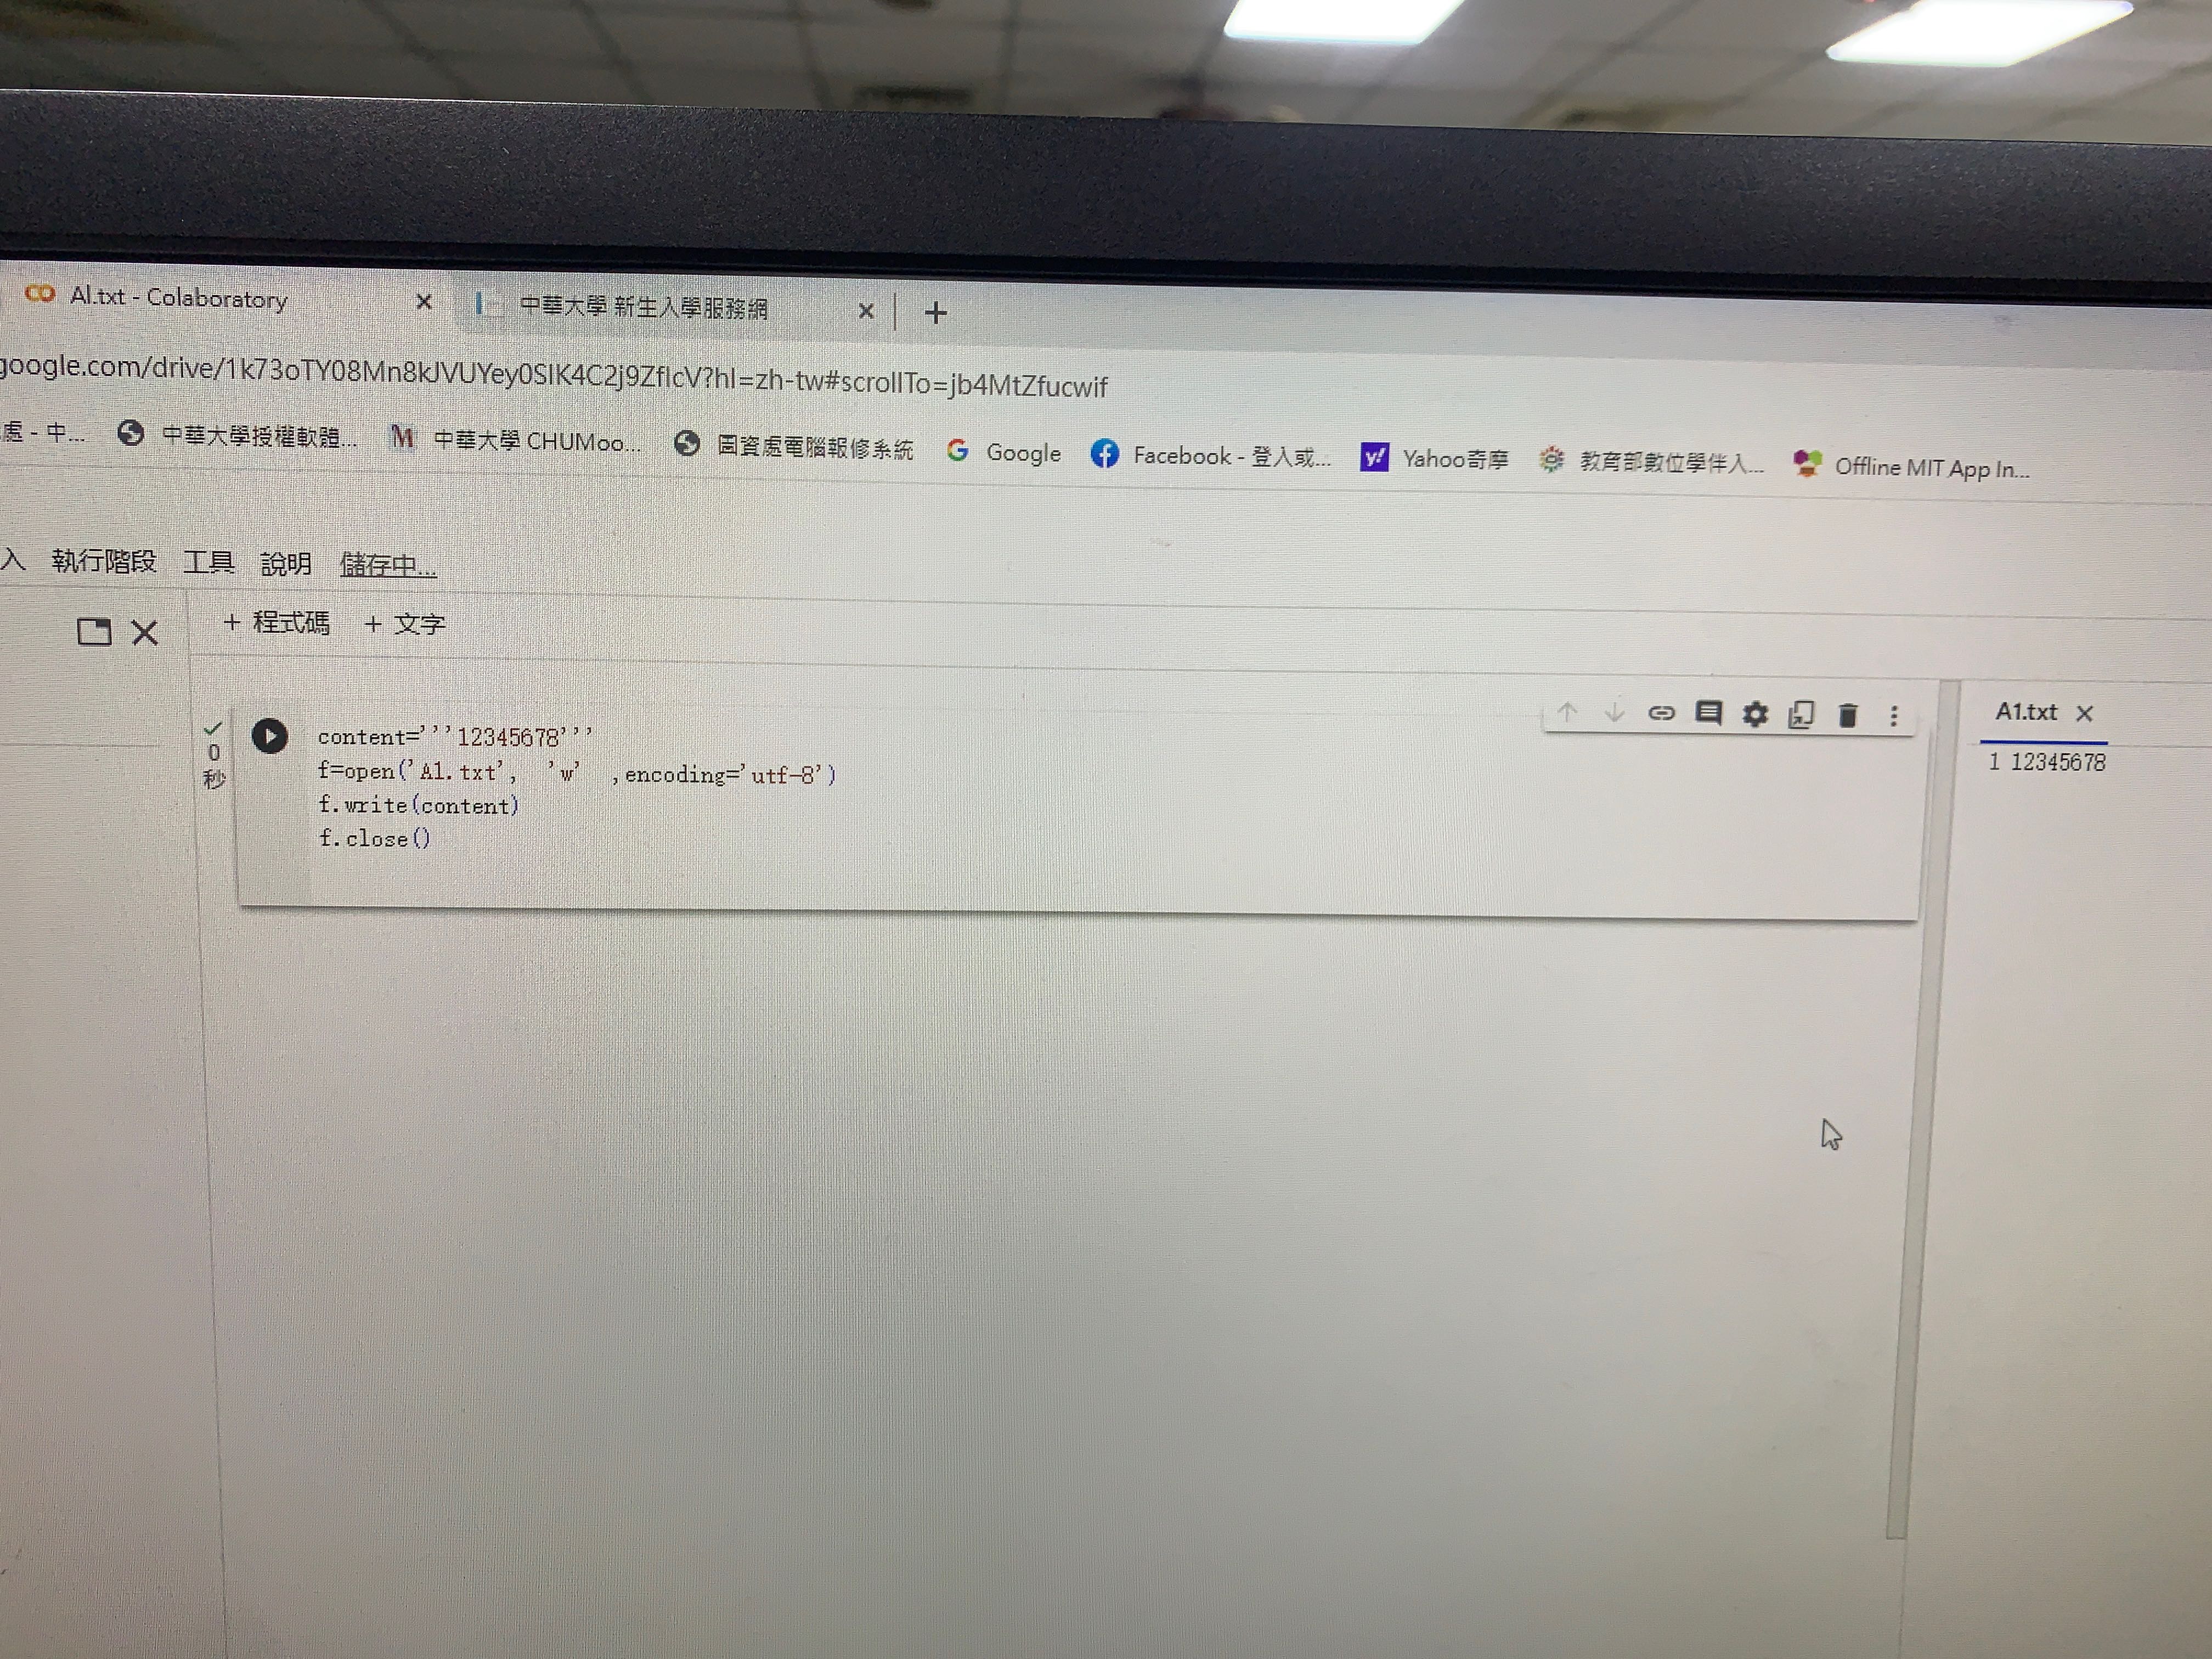 Al.txt - Colaboratory
中華大學 新生入學服務網
google.com/drive/1k73oTY08Mn8kJVUYey0SIK4C2j9ZfIcV?hl=zh-tw#scrollTo=jb4MtZfucwif
處 - 中...
中華大學授權軟體...
M 中華大學 CHUMoo...
圖資處電腦報修系統
G Google
Facebook - 登入或...
y! Yahoo奇摩
教育部數位學伴入...
Offline MIT App In...
入 執行階段 工具 說明 儲存中...
+ 程式碼 + 文字
0
秒
content='''12345678'''
f=open('A1.txt', 'w' ,encoding='utf-8')
f.write(content)
f.close()
A1.txt
1 12345678